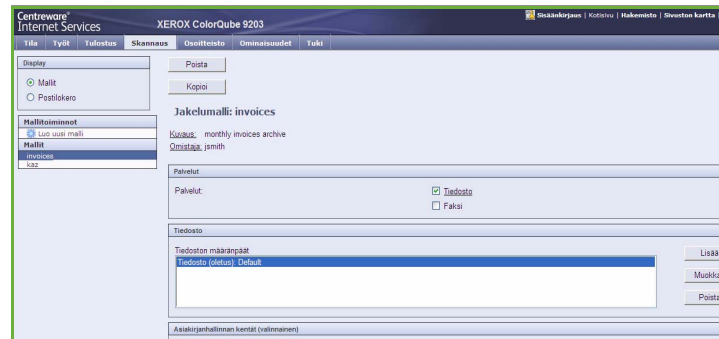 Centreware®
Internet Services
XEROX ColorQube 9203
Sisäänkirjaus | Kotisivu | Hakemisto | Sivuston kartta |
Tila Työt Tulostus Skannaus Osoitteisto Ominaisuudet Tuki
Display
Mallit
Postilokero
Mallitoiminnot
Luo uusi malli
Mallit
invoices
kaz
Poista
Kopioi
Jakelumalli: invoices
Kuvaus: monthly invoices archive
Omistaja: jsmith
Palvelut
Palvelut:
Tiedosto
Faksi
Tiedosto
Tiedoston määränpäät
Tiedosto (oletus): Default
Lisää
Muokka
Poista
Asiakirjanhallinnan kentät (valinnainen)